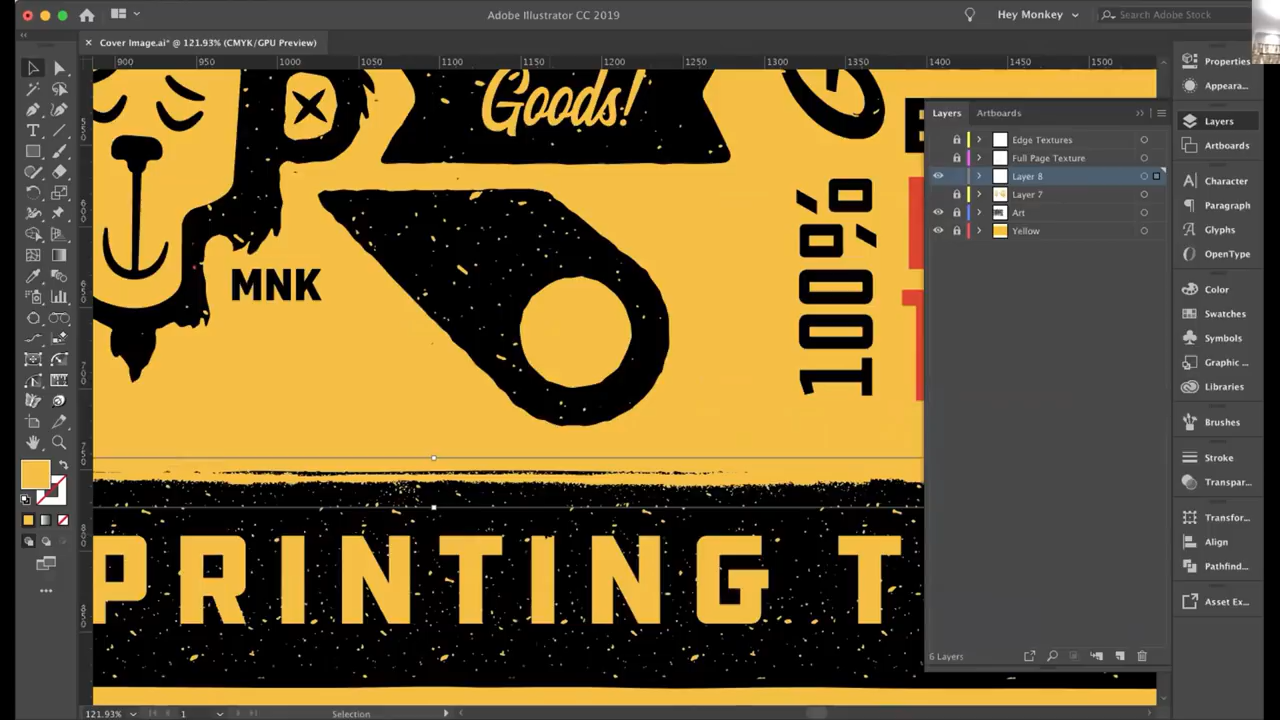 Adobe Illustrator CC 2019
Hey Monkey
Search Adobe Stock
Cover Image.ai* @ 121.93% (CMYK/GPU Preview)
900 950 1000 1050 1100 1150 1200 1250 1300 1350 1400 1450 1500
Goods!
MNK
100%
PRINTING T
Layers Artboards
Edge Textures
Full Page Texture
Layer 8
Layer 7
Art
Yellow
6 Layers
Properties
Appeara...
Layers
Artboards
Character
Paragraph
Glyphs
OpenType
Color
Swatches
Symbols
Graphic ...
Libraries
Brushes
Stroke
Transpar...
Transfor...
Align
Pathfind...
Asset Ex...
121.93% 1 Selection